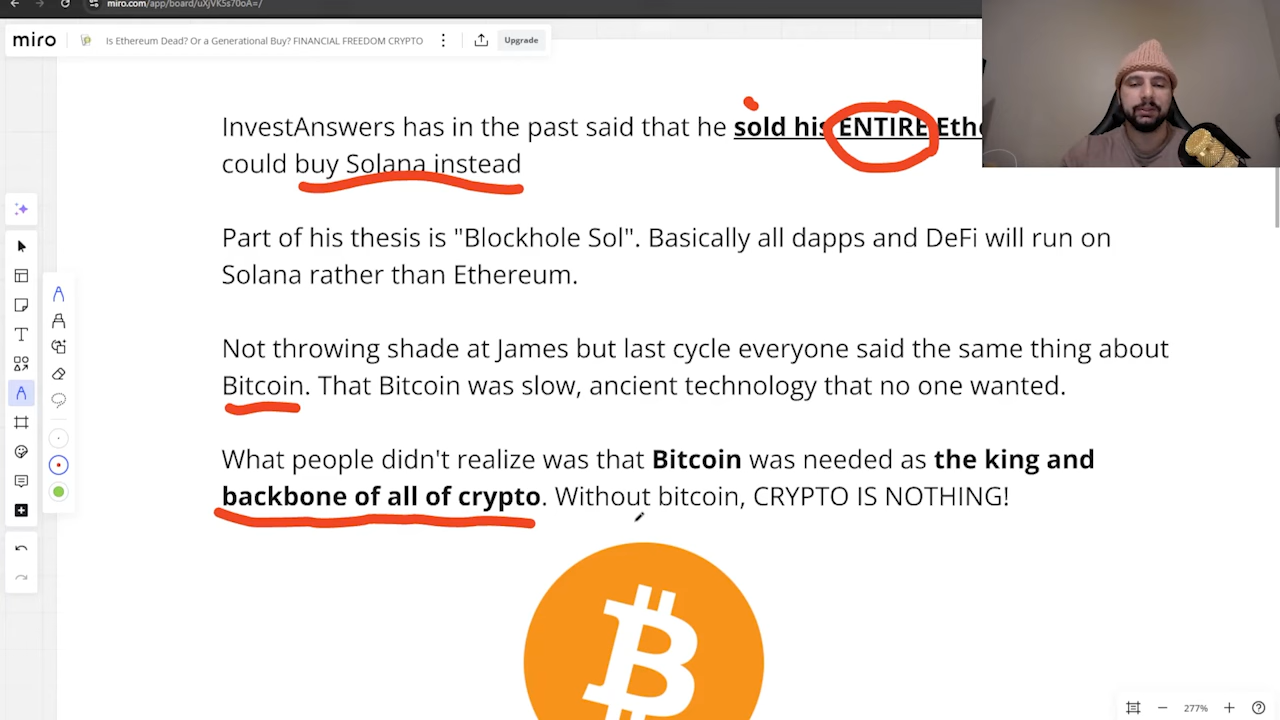 miro.com/app/board/uXjVK5s70oA=/
miro
Is Ethereum Dead? Or a Generational Buy? FINANCIAL FREEDOM CRYPTO
Upgrade
InvestAnswers has in the past said that he sold his ENTIRE
could buy Solana instead
Part of his thesis is "Blockhole Sol". Basically all dapps and DeFi will run on
Solana rather than Ethereum.
Not throwing shade at James but last cycle everyone said the same thing about
Bitcoin. That Bitcoin was slow, ancient technology that no one wanted.
What people didn't realize was that Bitcoin was needed as the king and
backbone of all of crypto. Without bitcoin, CRYPTO IS NOTHING!
277%